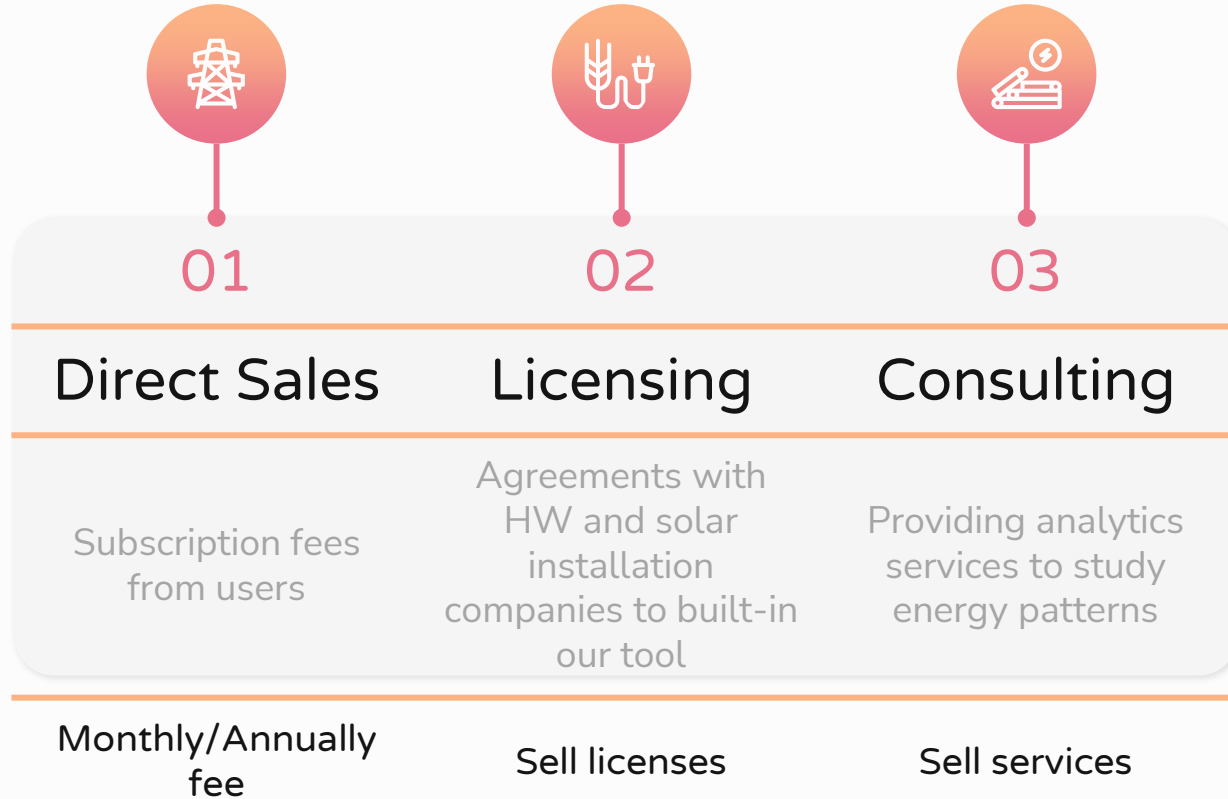 01
02
03
Direct Sales
Licensing
Consulting
Subscription fees
from users
Agreements with
HW and solar
installation
companies to built-in
our tool
Providing analytics
services to study
energy patterns
Monthly/Annually
fee
Sell licenses
Sell services